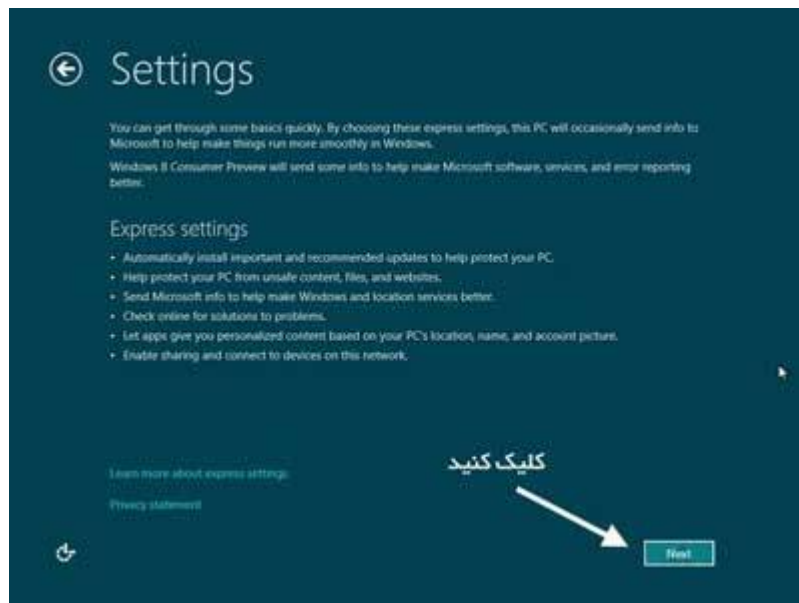 Settings
You can get through some basics quickly. By choosing these express settings, this PC will occasionally send info to
Microsoft to help make things run more smoothly in Windows.
Windows 8 Consumer Preview will send some info to help make Microsoft software, services, and error reporting
better.
Express settings
• Automatically install important and recommended updates to help protect your PC.
• Help protect your PC from unsafe content, files, and websites.
• Send Microsoft info to help make Windows and location services better.
• Check online for solutions to problems.
• Let apps give you personalized content based on your PC's location, name, and account picture.
• Enable sharing and connect to devices on this network.
کلیک کنید
Learn more about express settings
Privacy statement
Next